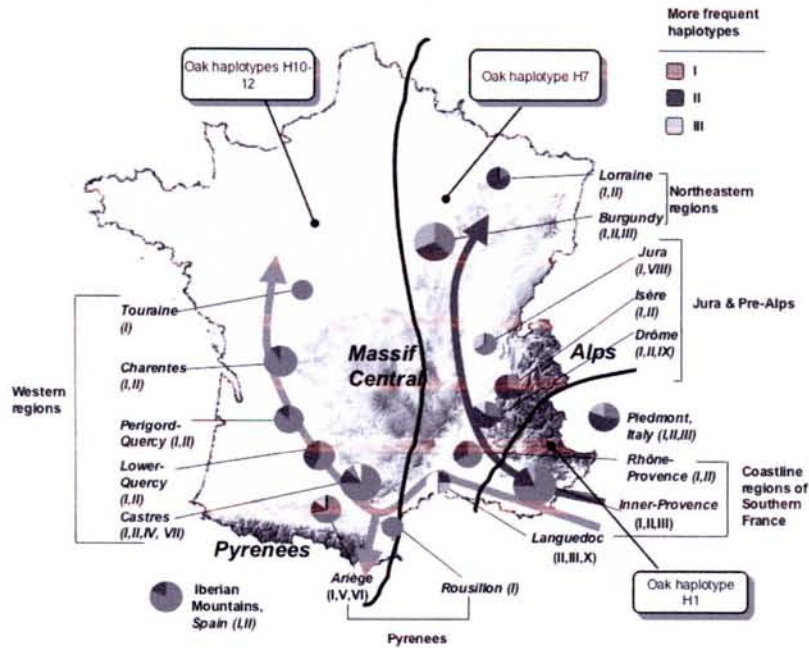 More frequent
haplotypes
I
II
III
Oak haplotypes H10-
12
Oak haplotype H7
Lorraine
(I,II)
Northeastern
regions
Burgundy
(I,II,III)
Jura
(I,VIII)
Isère
(I,II)
Jura & Pre-Alps
Drôme
(I,II,IX)
Alps
Massif
Central
Touraine
(I)
Charentes
(I,II)
Western
regions
Perigord-
Quercy (I,II)
Lower-
Quercy
(I,II)
Castres
(I,II,IV, VII)
Piedmont,
Italy (I,II,III)
Rhône-
Provence (I,II)
Coastline
regions of
Southern
France
Inner-Provence
(I,II,III)
Languedoc
(II,III,X)
Pyrenees
Ariége
(I,V,VI)
Rousillon (I)
Iberian
Mountains,
Spain (I,II)
Pyrenees
Oak haplotype
H1